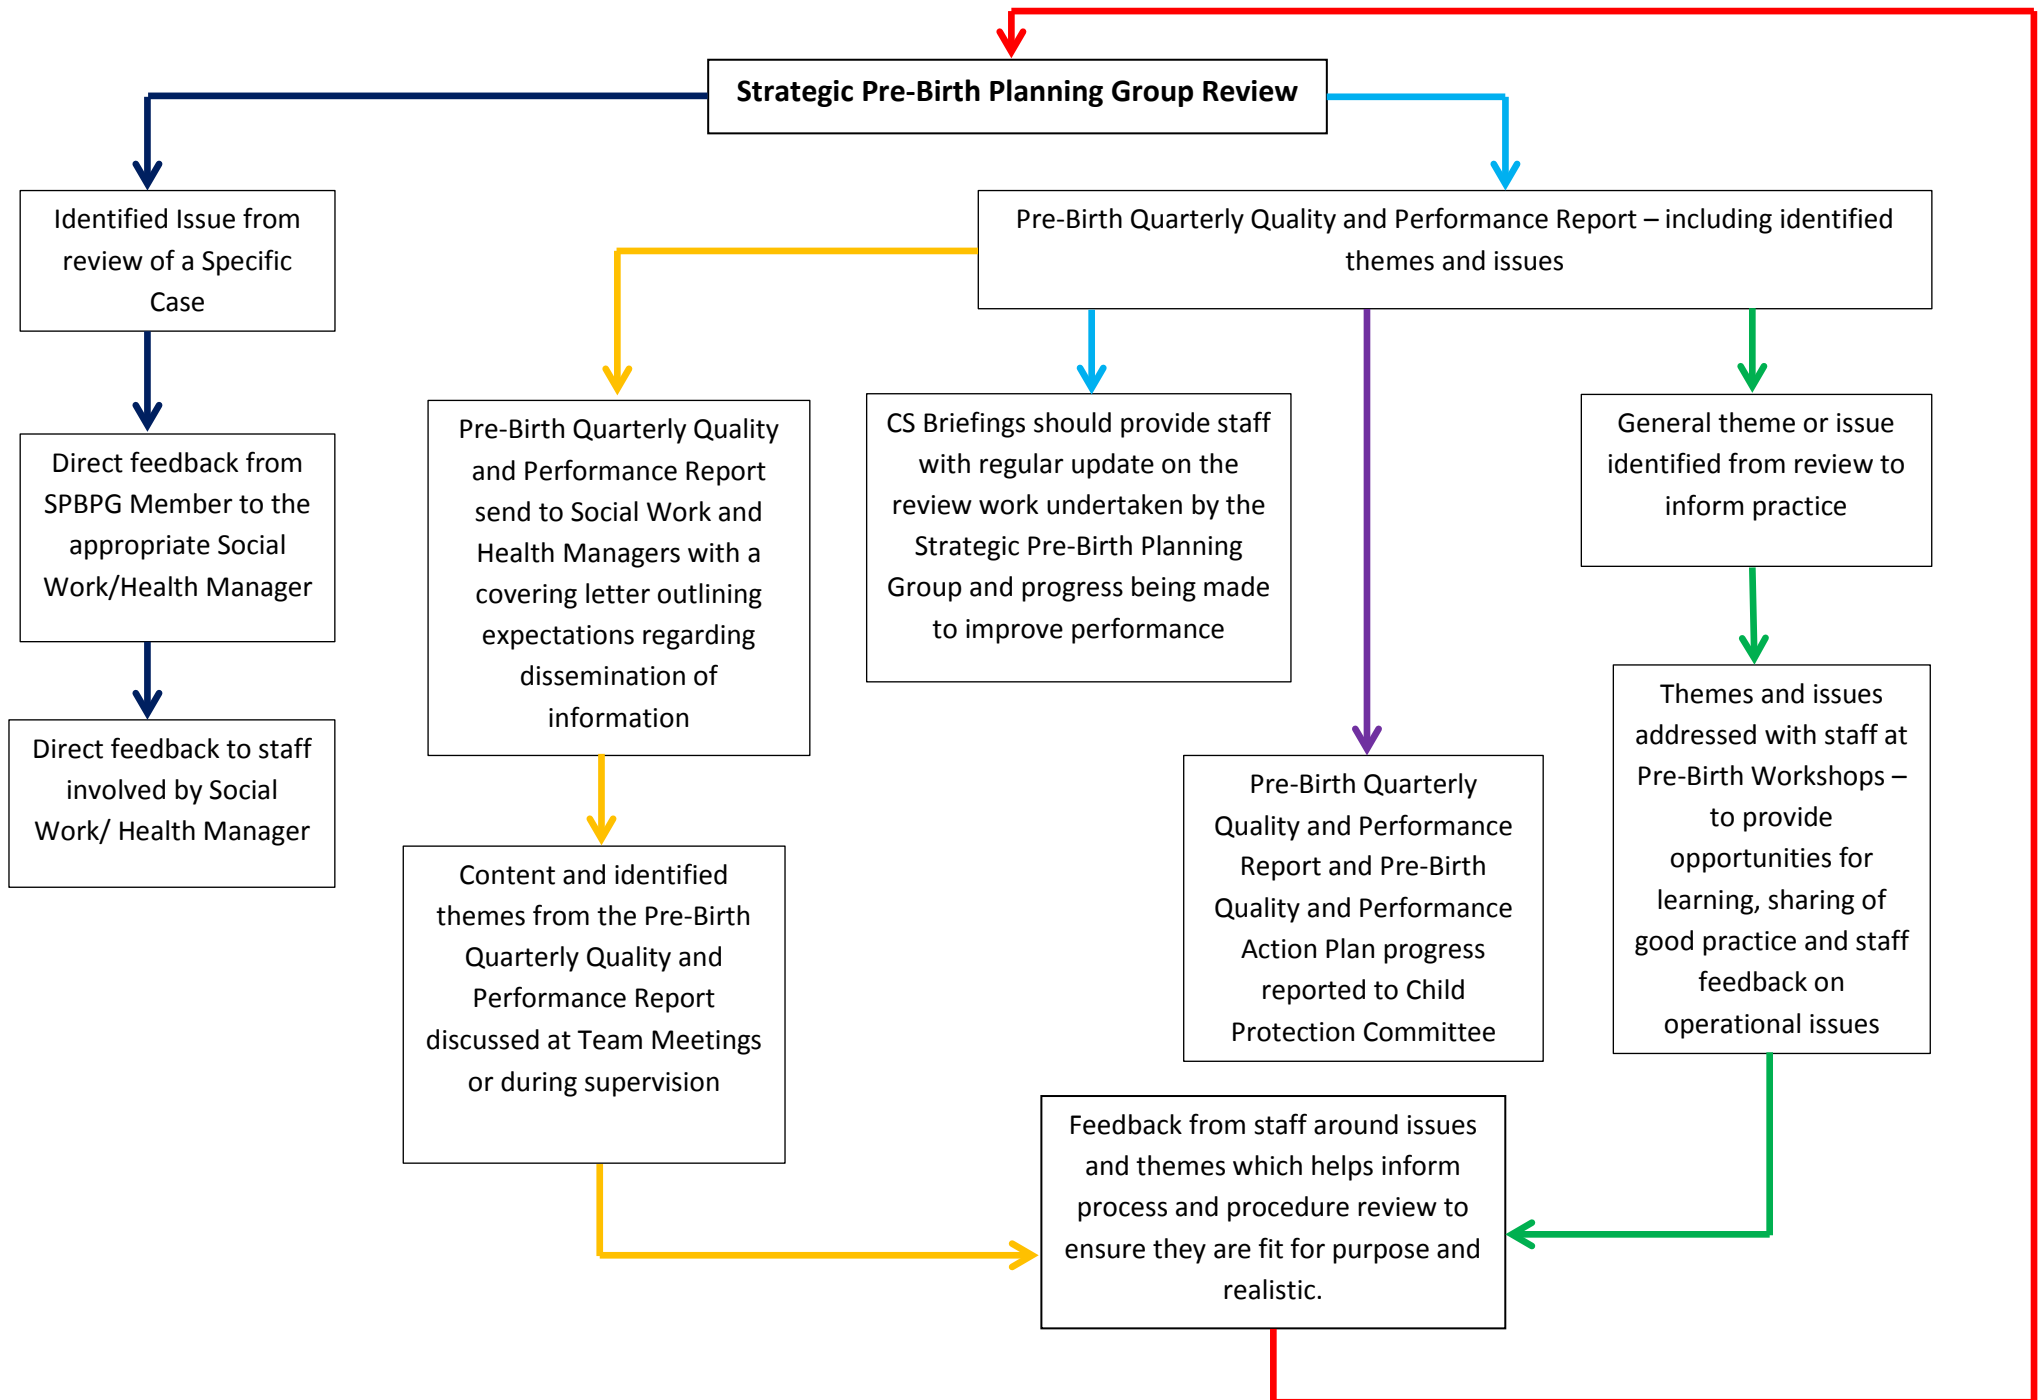 Strategic Pre-Birth Planning Group Review
Identified Issue from
review of a Specific
Case
Pre-Birth Quarterly Quality and Performance Report – including identified
themes and issues
Direct feedback from
SPBPG Member to the
appropriate Social
Work/Health Manager
Direct feedback to staff
involved by Social
Work/ Health Manager
Pre-Birth Quarterly Quality
and Performance Report
send to Social Work and
Health Managers with a
covering letter outlining
expectations regarding
dissemination of
information
Content and identified
themes from the Pre-Birth
Quarterly Quality and
Performance Report
discussed at Team Meetings
or during supervision
CS Briefings should provide staff
with regular update on the
review work undertaken by the
Strategic Pre-Birth Planning
Group and progress being made
to improve performance
Pre-Birth Quarterly
Quality and Performance
Report and Pre-Birth
Quality and Performance
Action Plan progress
reported to Child
Protection Committee
General theme or issue
identified from review to
inform practice
Themes and issues
addressed with staff at
Pre-Birth Workshops –
to provide
opportunities for
learning, sharing of
good practice and staff
feedback on
operational issues
Feedback from staff around issues
and themes which helps inform
process and procedure review to
ensure they are fit for purpose and
realistic.